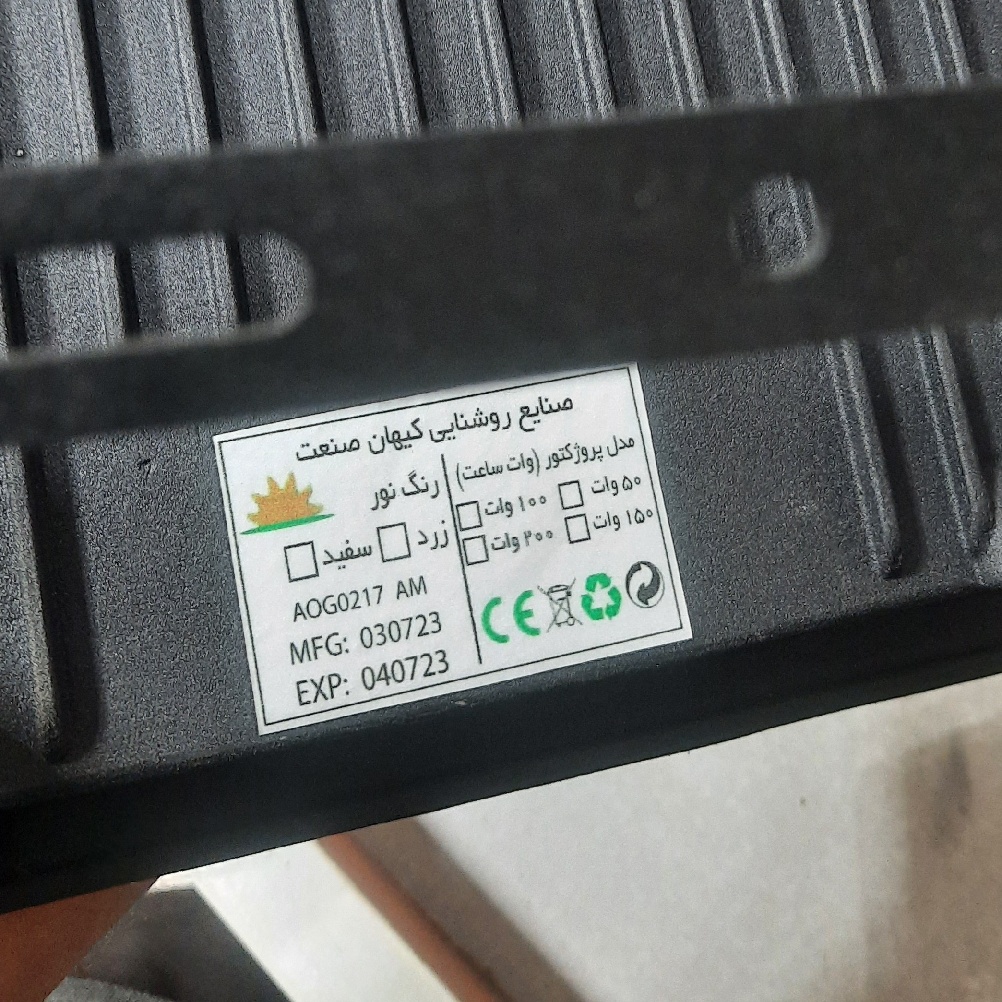 صنایع روشنایی کیهان صنعت
مدل پروژکتور (وات ساعت)
۵۰ وات
۱۰۰ وات
۱۵۰ وات
۲۰۰ وات
رنگ نور
زرد
سفید
AOG0217 AM
MFG: 030723
EXP: 040723
CE